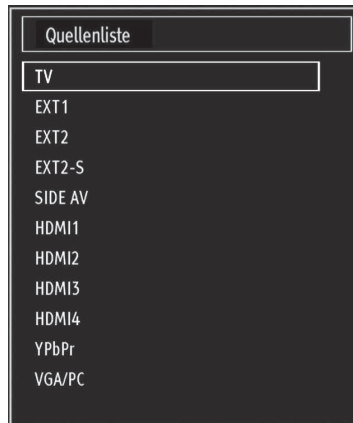 Quellenliste
TV
EXT1
EXT2
EXT2-S
SIDE AV
HDMI1
HDMI2
HDMI3
HDMI4
YPbPr
VGA/PC